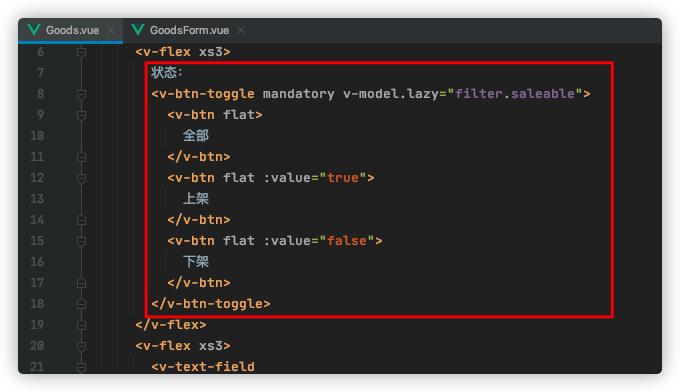 Goods.vue GoodsForm.vue
6 <v-flex xs3>
7 状态：
8 <v-btn-toggle mandatory v-model.lazy="filter.saleable">
9 <v-btn flat>
10 全部
11 </v-btn>
12 <v-btn flat :value="true">
13 上架
14 </v-btn>
15 <v-btn flat :value="false">
16 下架
17 </v-btn>
18 </v-btn-toggle>
19 </v-flex>
20 <v-flex xs3>
21 <v-text-field